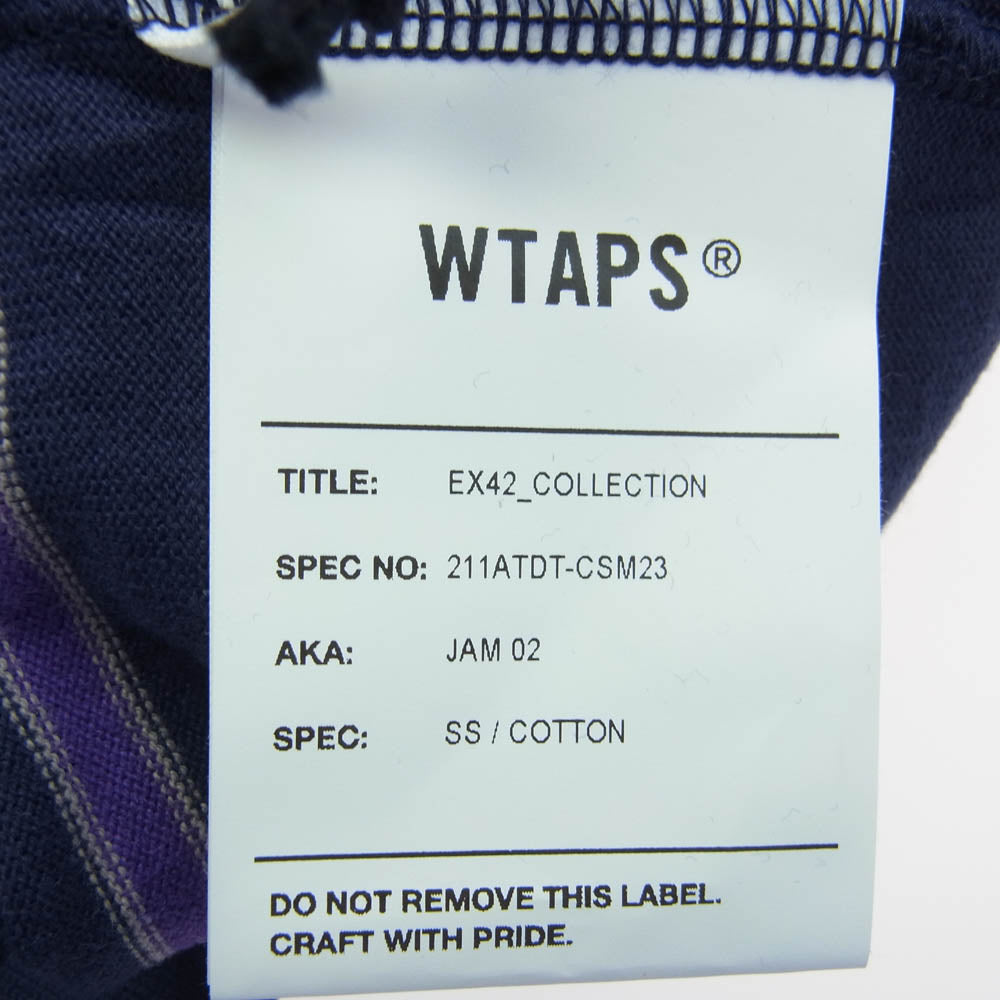 WTAPS®
TITLE: EX42_COLLECTION
SPEC NO: 211ATDT-CSM23
AKA: JAM 02
SPEC: SS / COTTON
DO NOT REMOVE THIS LABEL.
CRAFT WITH PRIDE.